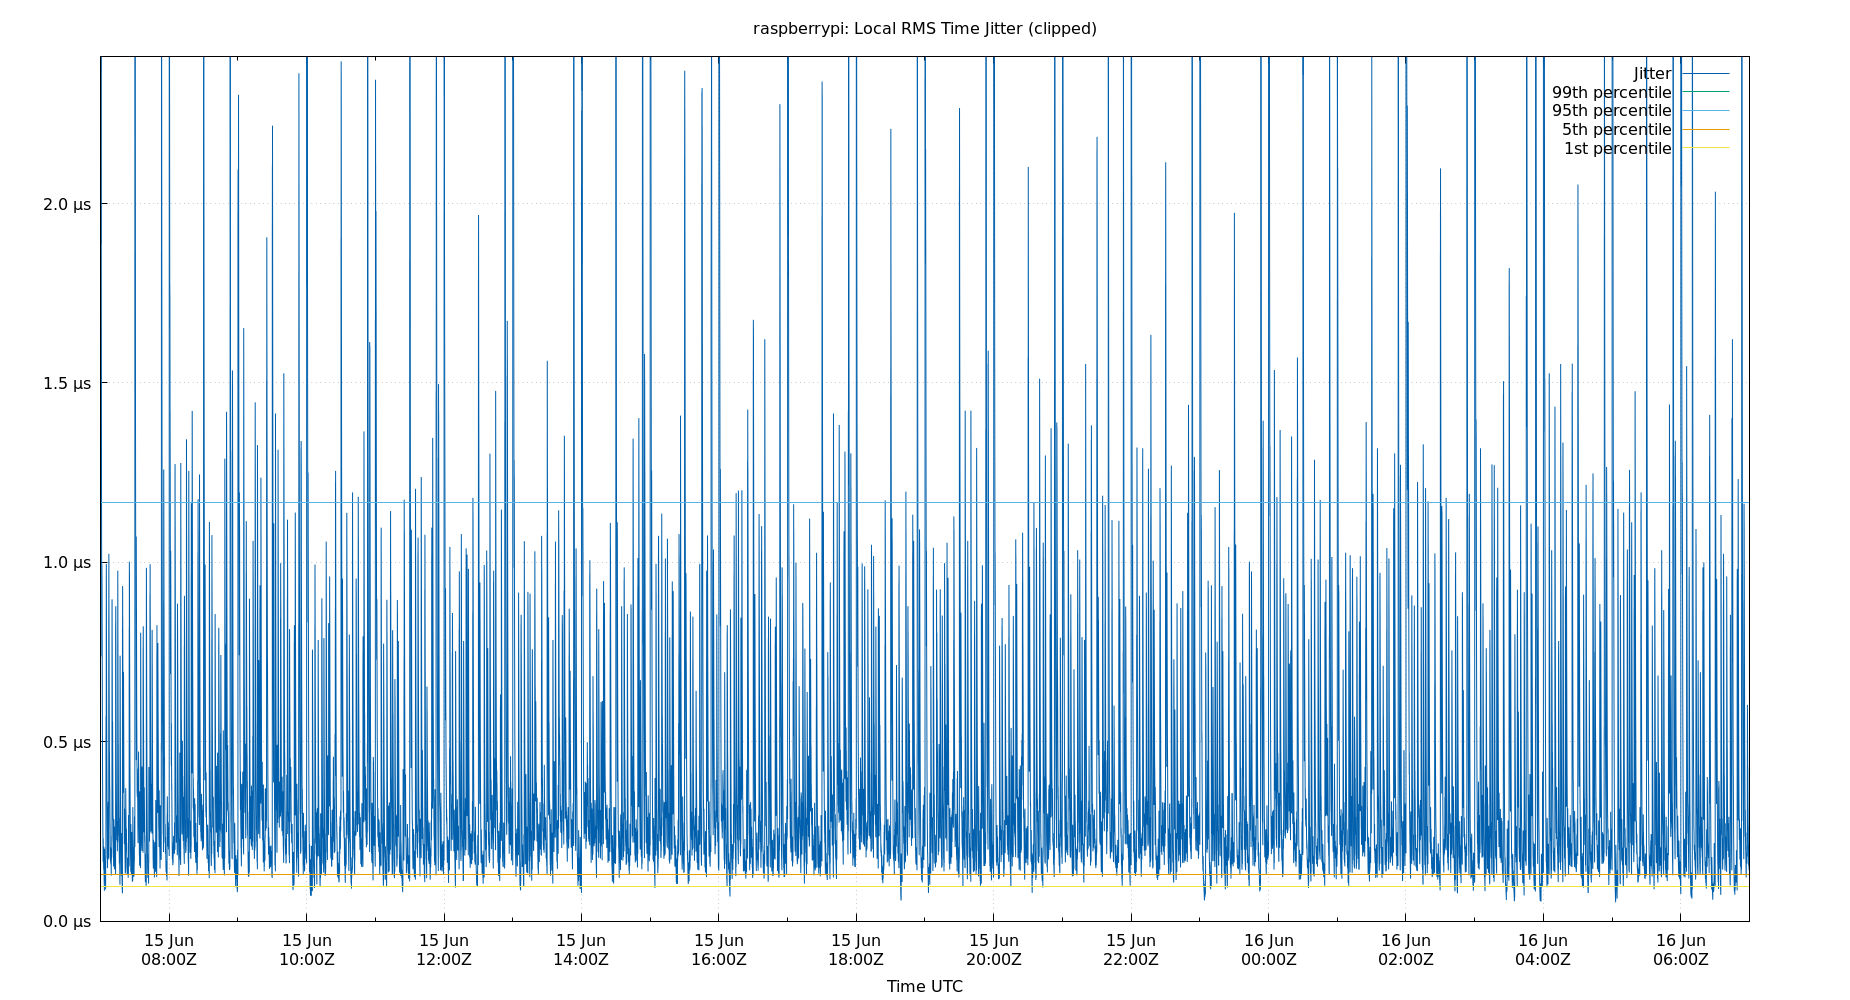 raspberrypi: Local RMS Time Jitter (clipped)
Jitter
99th percentile
95th percentile
5th percentile
1st percentile
2.0 µs
1.5 µs
1.0 µs
0.5 µs
0.0 µs
15 Jun 15 Jun 15 Jun 15 Jun 15 Jun 15 Jun 15 Jun 15 Jun 16 Jun 16 Jun 16 Jun 16 Jun
08:00Z 10:00Z 12:00Z 14:00Z 16:00Z 18:00Z 20:00Z 22:00Z 00:00Z 02:00Z 04:00Z 06:00Z
Time UTC